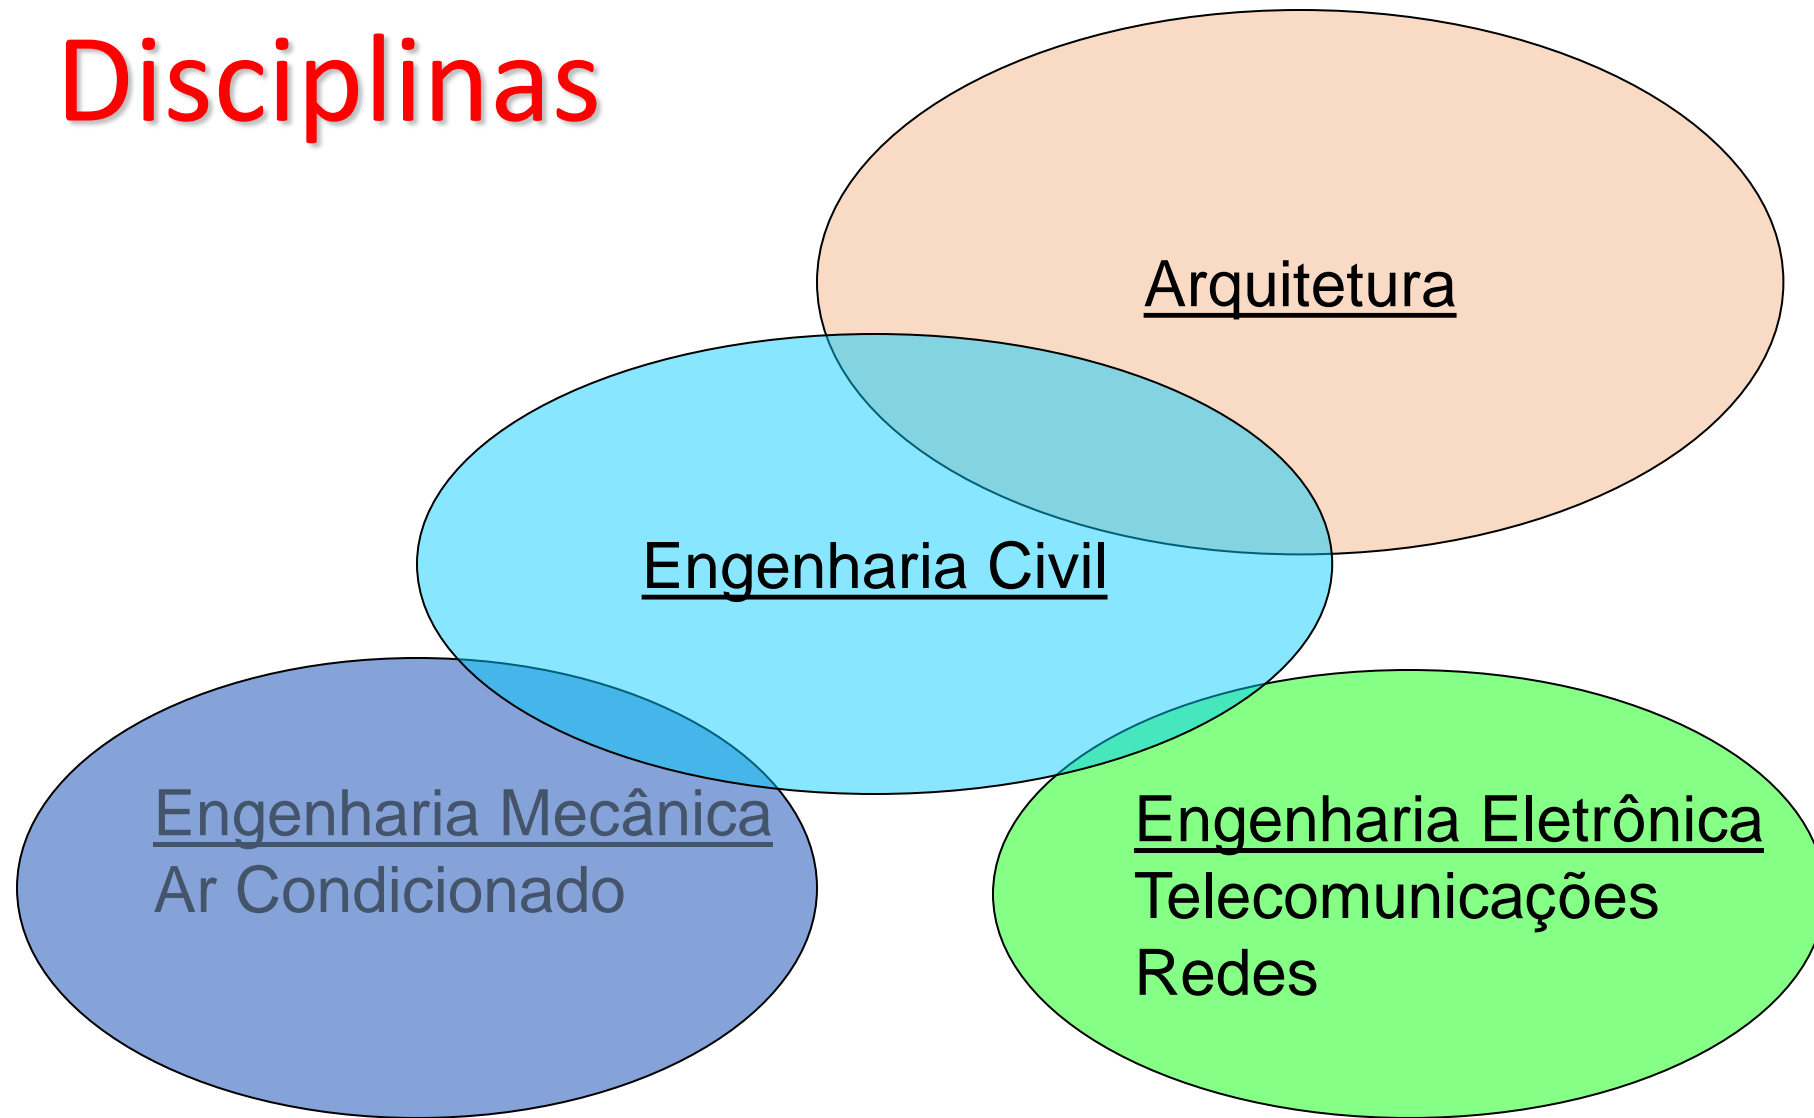 Disciplinas
Arquitetura
Engenharia Civil
Engenharia Mecânica
Ar Condicionado
Engenharia Eletrônica
Telecomunicações
Redes